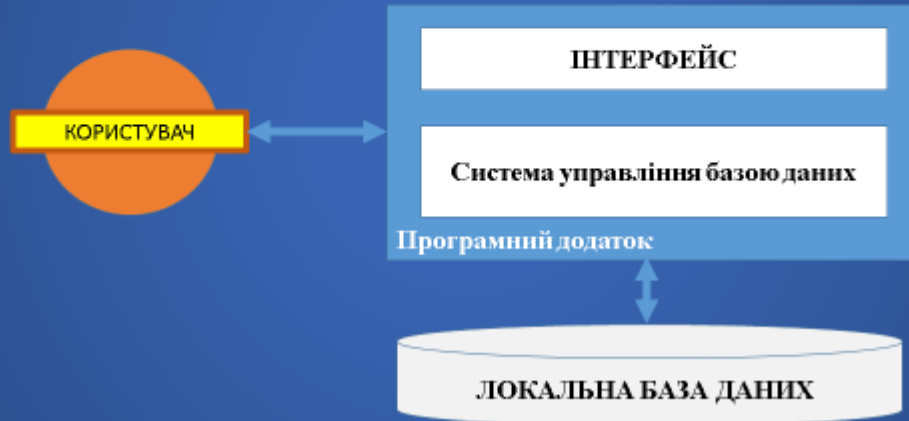 ІНТЕРФЕЙС
КОРИСТУВАЧ
Система управління базою даних
Програмний додаток
ЛОКАЛЬНА БАЗА ДАНИХ